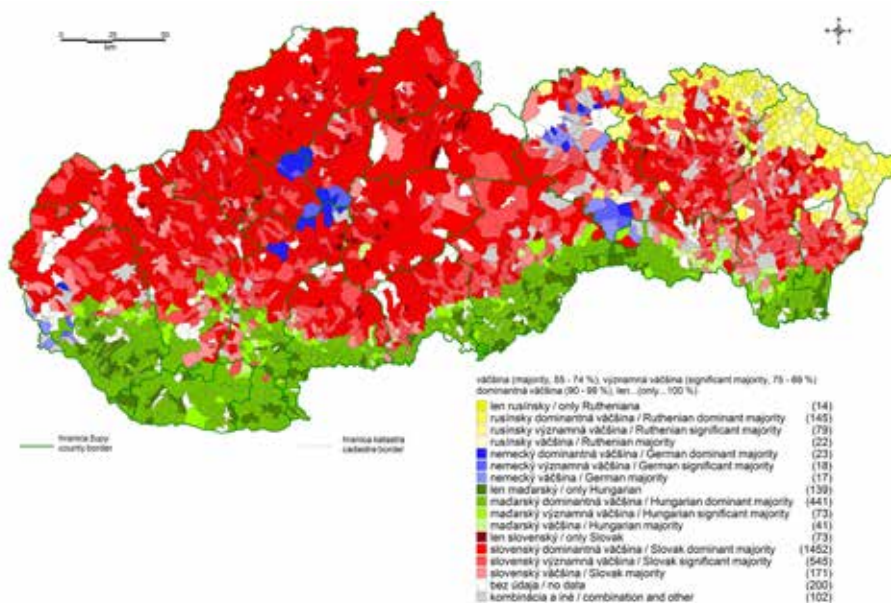 0 25 50
km
väčšina (majority, 55 - 74 %), významná väčšina (significant majority, 75 - 89 %)
dominantná väčšina (90 - 99 %), len...(only...100 %)
len rusínsky / only Rutheniana (14)
rusínsky dominantná väčšina / Ruthenian dominant majority (145)
rusínsky významná väčšina / Ruthenian significant majority (79)
rusínsky väčšina / Ruthenian majority (22)
nemecký dominantná väčšina / German dominant majority (23)
nemecký významná väčšina / German significant majority (18)
nemecký väčšina / German majority (17)
len maďarský / only Hungarian (139)
maďarský dominantná väčšina / Hungarian dominant majority (441)
maďarský významná väčšina / Hungarian significant majority (73)
maďarský väčšina / Hungarian majority (41)
len slovenský / only Slovak (73)
slovenský dominantná väčšina / Slovak dominant majority (1452)
slovenský významná väčšina / Slovak significant majority (545)
slovenský väčšina / Slovak majority (171)
bez údaja / no data (200)
kombinácia a iné / combination and other (102)
hranica župy
county border
hranica katastra
cadastra border